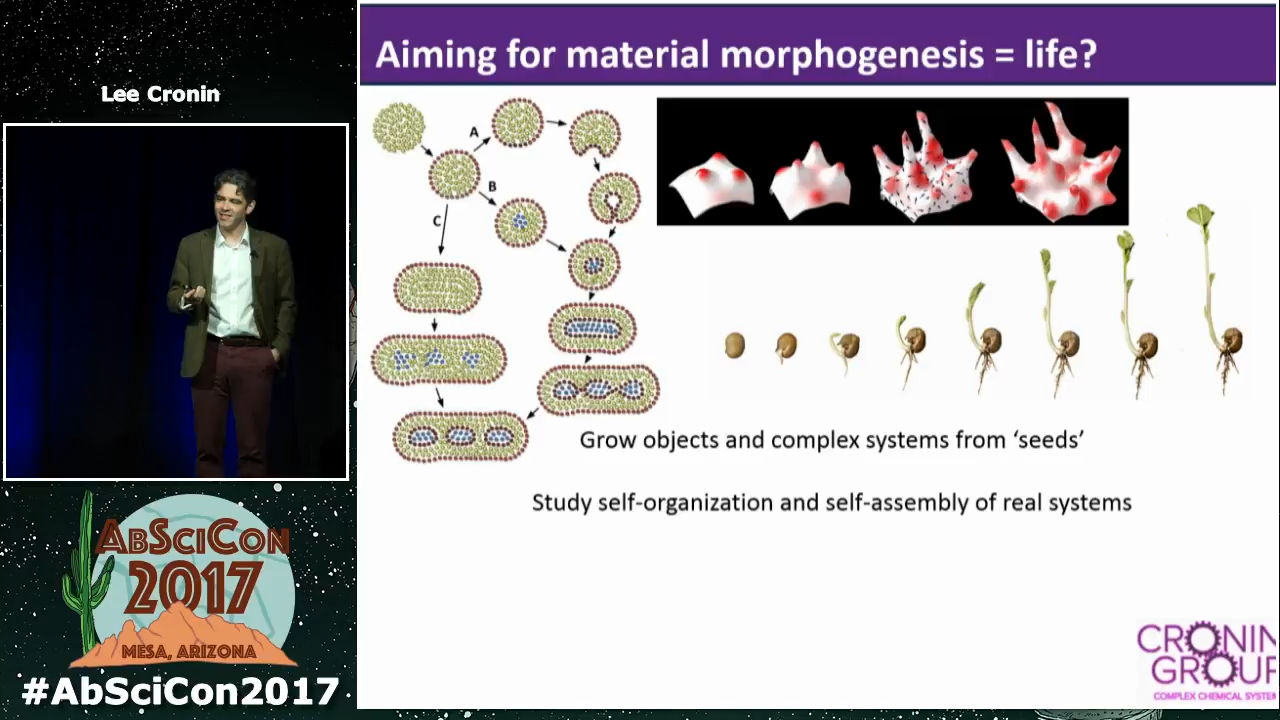 Lee Cronin
Aiming for material morphogenesis = life?
A
B
C
Grow objects and complex systems from ‘seeds’
Study self-organization and self-assembly of real systems
ABSCICON
2017
MESA, ARIZONA
#AbSciCon2017
CRONIN
GROUP
COMPLEX CHEMICAL SYSTEM